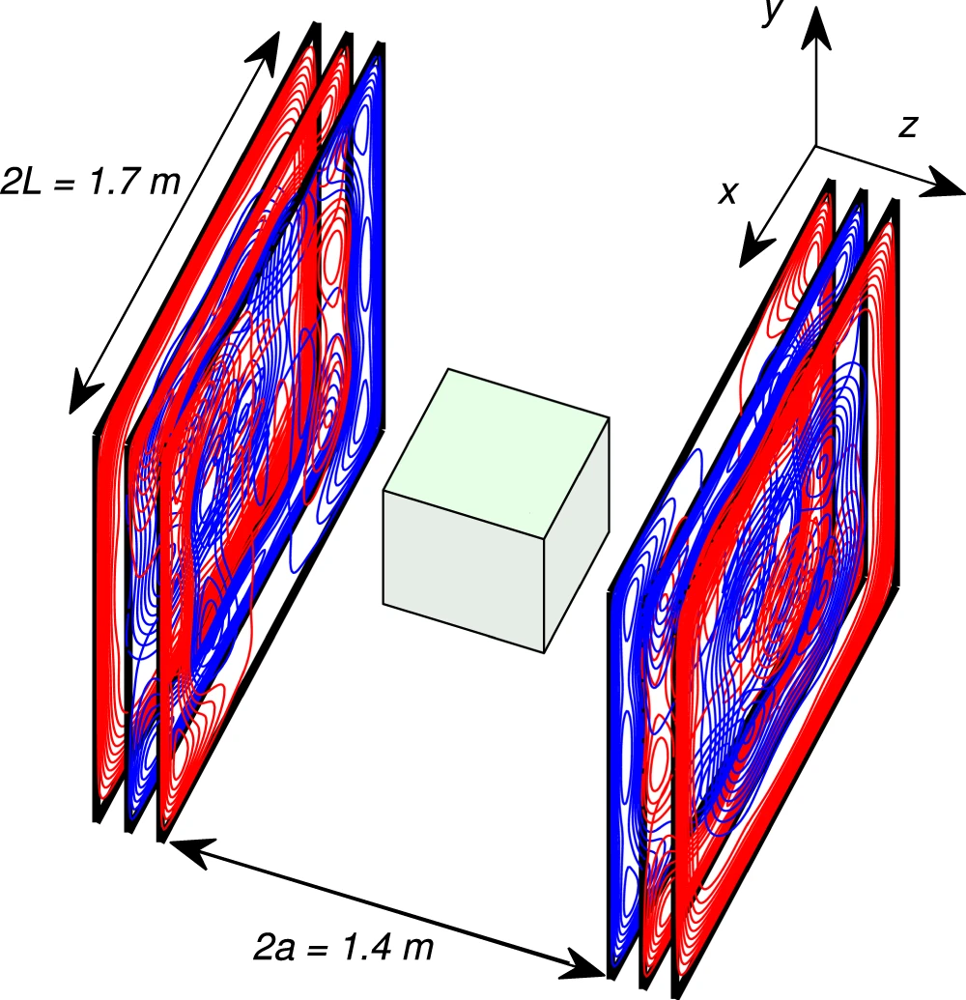 y
z
2L = 1.7 m
x
2a = 1.4 m